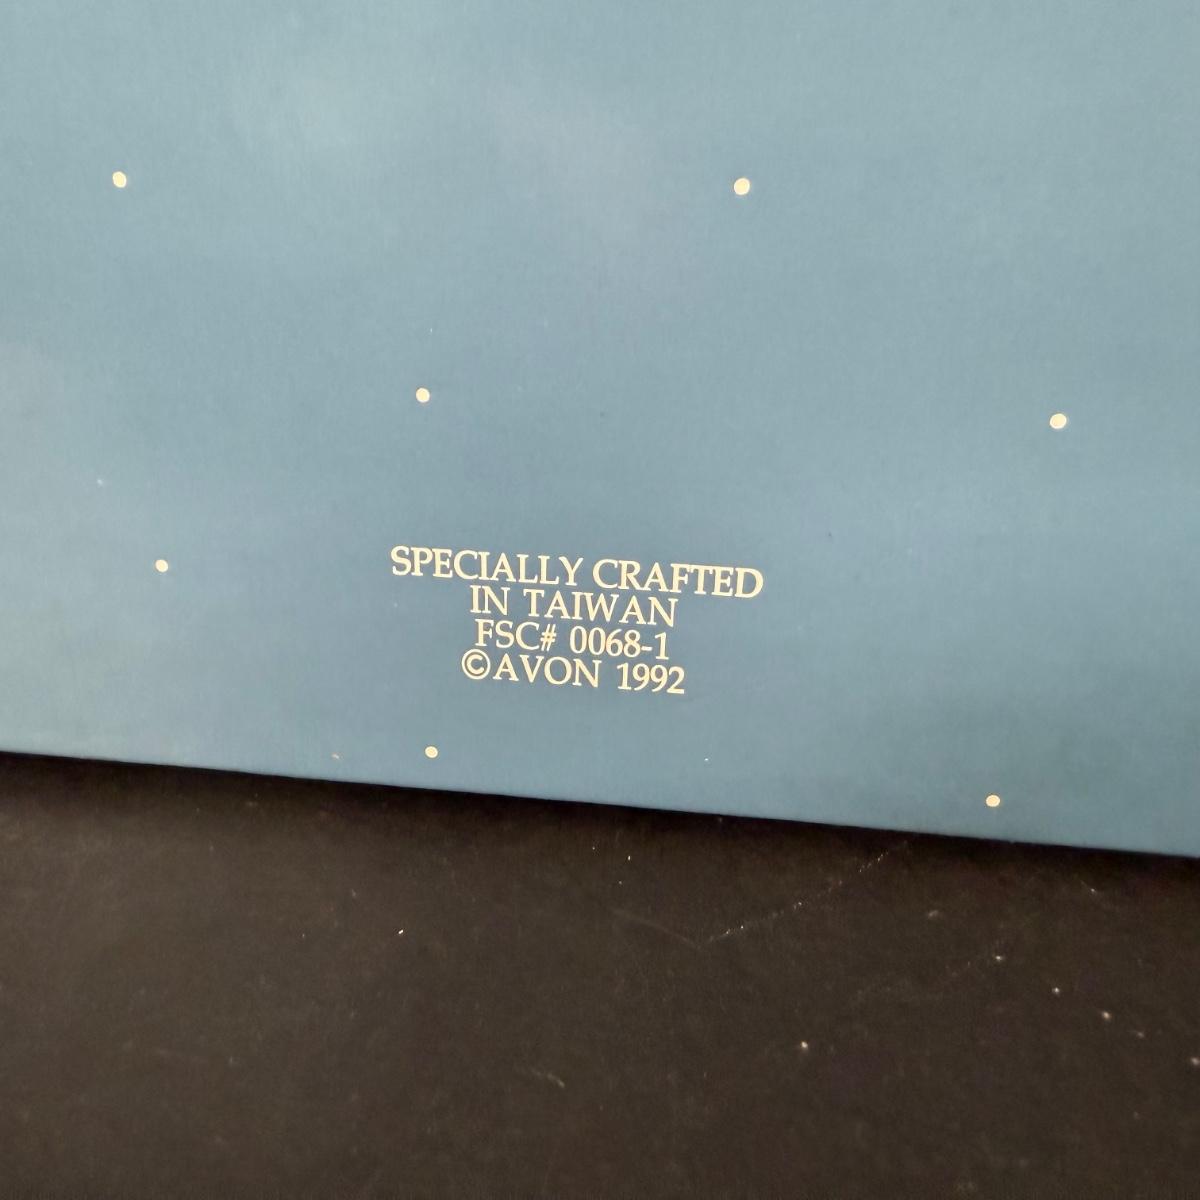 SPECIALLY CRAFTED
IN TAIWAN
FSC# 0068-1
©AVON 1992